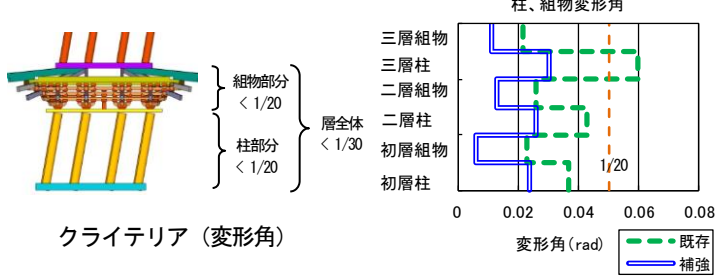 組物部分
< 1/20
柱部分
< 1/20
層全体
< 1/30
クライテリア（変形角）
柱、組物変形角
三層組物
三層柱
二層組物
二層柱
初層組物
初層柱
1/20
0 0.02 0.04 0.06 0.08
変形角(rad)
既存
補強